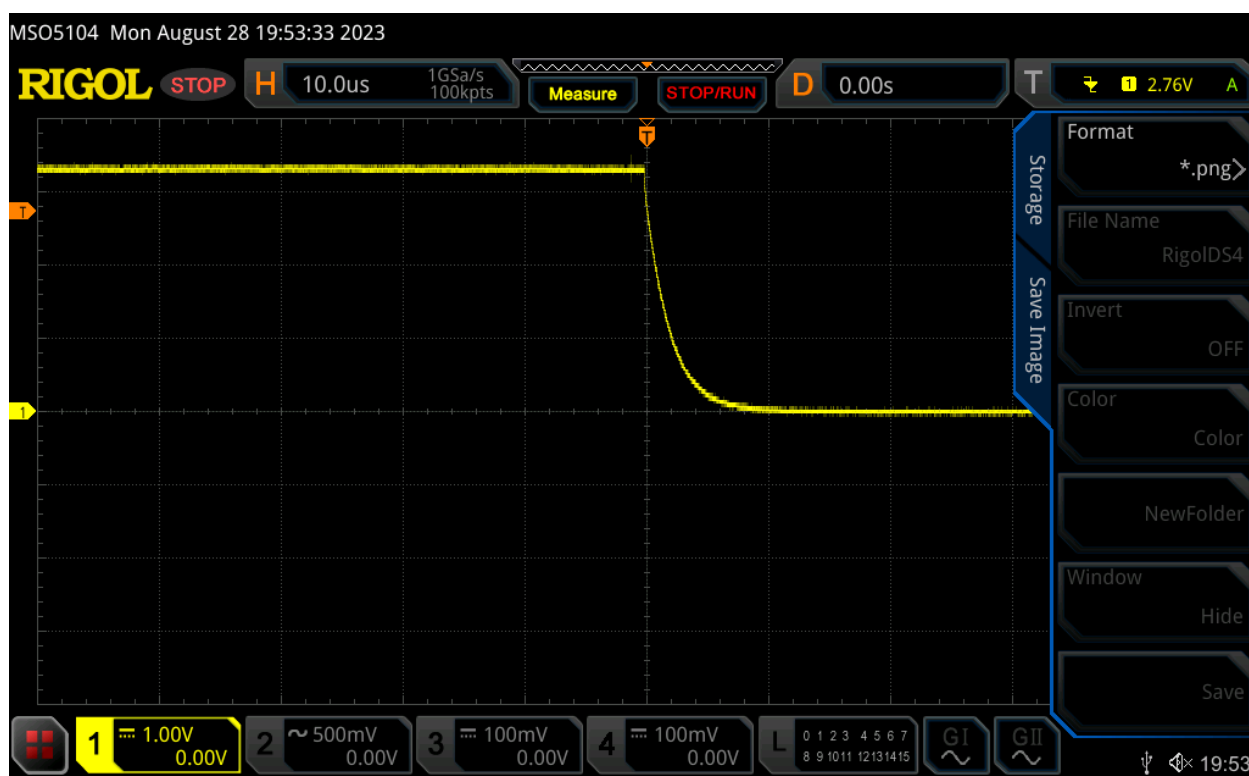 MSO5104 Mon August 28 19:53:33 2023
RIGOL STOP H 10.0us 1GSa/s 100kpts Measure STOP/RUN D 0.00s T 1 2.76V A
T
T
1
Storage
Save Image
Format
*.png
File Name
RigolDS4
Invert
OFF
Color
Color
NewFolder
Window
Hide
Save
1 1.00V 0.00V
2 500mV 0.00V
3 100mV 0.00V
4 100mV 0.00V
L 0 1 2 3 4 5 6 7
8 9 10 11 12 13 14 15
GI
GII
19:53